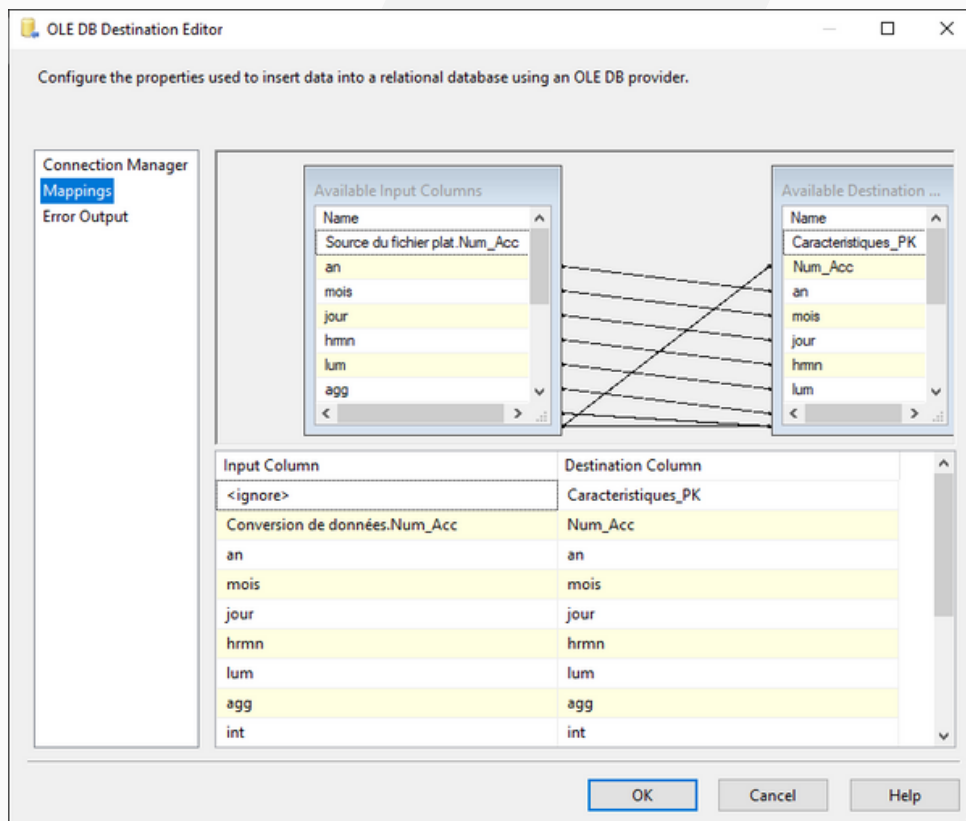 OLE DB Destination Editor
Configure the properties used to insert data into a relational database using an OLE DB provider.
Connection Manager
Mappings
Error Output
Available Input Columns
Name
Source du fichier plat.Num_Acc
an
mois
jour
hrmn
lum
agg
Available Destination ...
Name
Caracteristiques_PK
Num_Acc
an
mois
jour
hrmn
lum
Input Column Destination Column
<ignore> Caracteristiques_PK
Conversion de données.Num_Acc Num_Acc
an an
mois mois
jour jour
hrmn hrmn
lum lum
agg agg
int int
OK Cancel Help